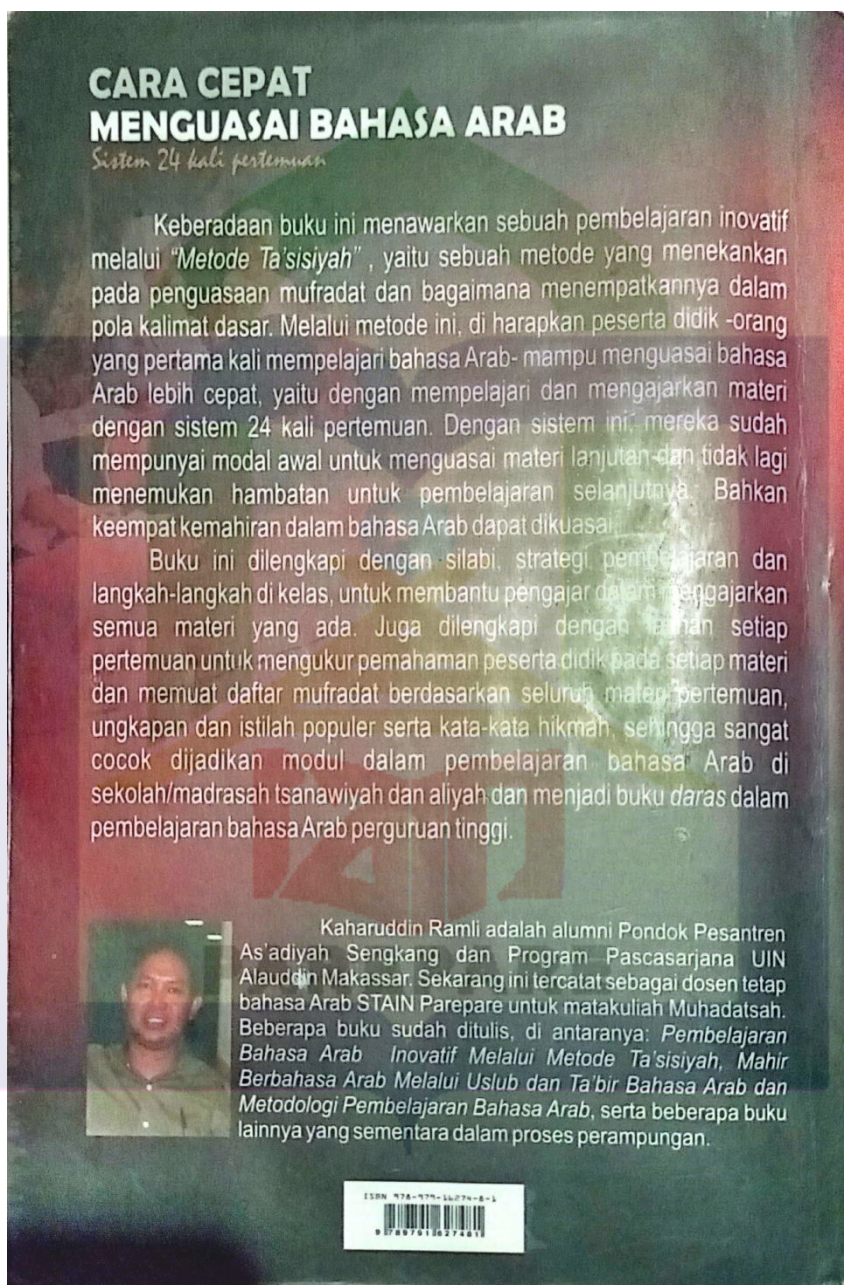 CARA CEPAT
MENGUASAI BAHASA ARAB
Sistem 24 kali pertemuan
Keberadaan buku ini menawarkan sebuah pembelajaran inovatif
melalui "Metode Ta'sisiyah" , yaitu sebuah metode yang menekankan
pada penguasaan mufradat dan bagaimana menempatkannya dalam
pola kalimat dasar. Melalui metode ini, di harapkan peserta didik -orang
yang pertama kali mempelajari bahasa Arab- mampu menguasai bahasa
Arab lebih cepat, yaitu dengan mempelajari dan mengajarkan materi
dengan sistem 24 kali pertemuan. Dengan sistem ini, mereka sudah
mempunyai modal awal untuk menguasai materi lanjutan dan tidak lagi
menemukan hambatan untuk pembelajaran selanjutnya. Bahkan
keempat kemahiran dalam bahasa Arab dapat dikuasai.
Buku ini dilengkapi dengan silabi, strategi pembelajaran dan
langkah-langkah di kelas, untuk membantu pengajar dalam mengajarkan
semua materi yang ada. Juga dilengkapi dengan setiap
pertemuan untuk mengukur pemahaman peserta didik pada setiap materi
dan memuat daftar mufradat berdasarkan seluruh materi pertemuan,
ungkapan dan istilah populer serta kata-kata hikmah, sehingga sangat
cocok dijadikan modul dalam pembelajaran bahasa Arab di
sekolah/madrasah tsanawiyah dan aliyah dan menjadi buku daras dalam
pembelajaran bahasa Arab perguruan tinggi.
Kaharuddin Ramli adalah alumni Pondok Pesantren
As'adiyah Sengkang dan Program Pascasarjana UIN
Alauddin Makassar. Sekarang ini tercatat sebagai dosen tetap
bahasa Arab STAIN Parepare untuk matakuliah Muhadatsah.
Beberapa buku sudah ditulis, di antaranya: Pembelajaran
Bahasa Arab Inovatif Melalui Metode Ta'sisiyah, Mahir
Berbahasa Arab Melalui Uslub dan Ta'bir Bahasa Arab dan
Metodologi Pembelajaran Bahasa Arab, serta beberapa buku
lainnya yang sementara dalam proses perampungan.
ISBN 978-979-16274-8-1
9 789791 627481